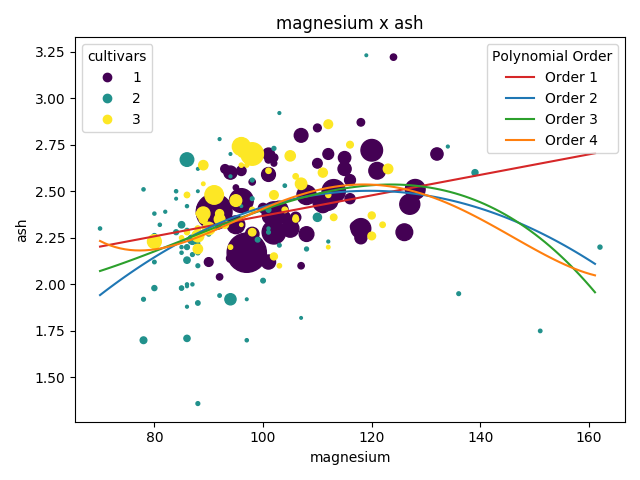 magnesium x ash
cultivars
1
2
3
Polynomial Order
Order 1
Order 2
Order 3
Order 4
ash
3.25
3.00
2.75
2.50
2.25
2.00
1.75
1.50
80 100 120 140 160
magnesium